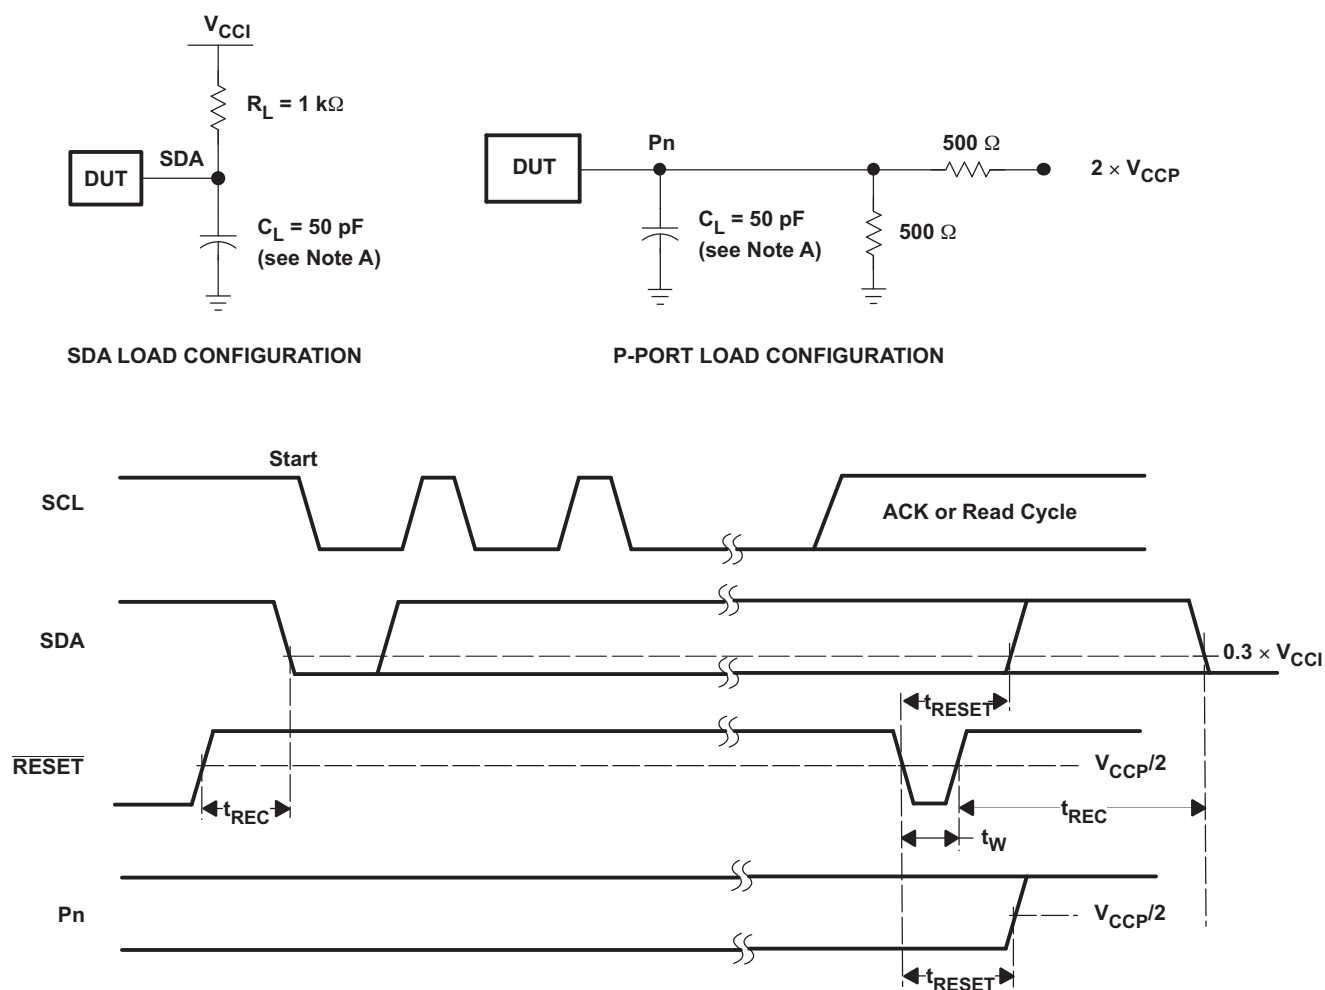 VCCI
RL = 1 kΩ
DUT
SDA
CL = 50 pF
(see Note A)
DUT
Pn
500 Ω
2 × VCCP
CL = 50 pF
(see Note A)
500 Ω
SDA LOAD CONFIGURATION
P-PORT LOAD CONFIGURATION
Start
SCL
ACK or Read Cycle
SDA
0.3 × VCCI
tRESET
RESET
VCCP/2
tREC
tREC
tW
Pn
VCCP/2
tRESET